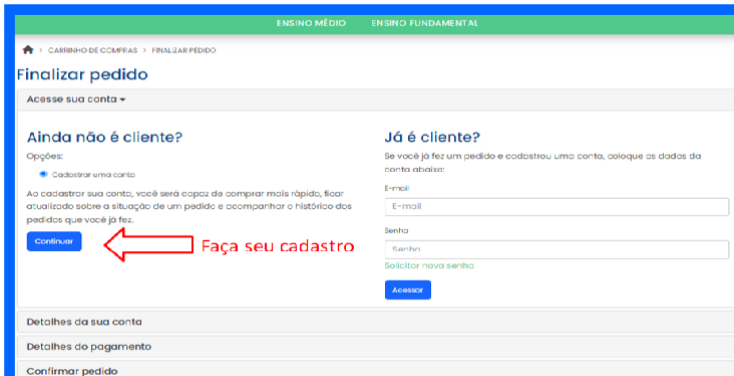 ENSINO MÉDIO ENSINO FUNDAMENTAL
> CARRINHO DE COMPRAS > FINALIZAR PEDIDO
Finalizar pedido
Acesse sua conta
Ainda não é cliente?
Opções:
Cadastrar uma conta
Ao cadastrar sua conta, você será capaz de comprar mais rápido, ficar
atualizado sobre a situação de um pedido e acompanhar o histórico dos
pedidos que você já fez.
Continuar
Faça seu cadastro
Já é cliente?
Se você já fez um pedido e cadastrou uma conta, coloque os dados da
conta abaixo:
E-mail
E-mail
Senha
Senha
Solicitar nova senha
Acessar
Detalhes da sua conta
Detalhes do pagamento
Confirmar pedido